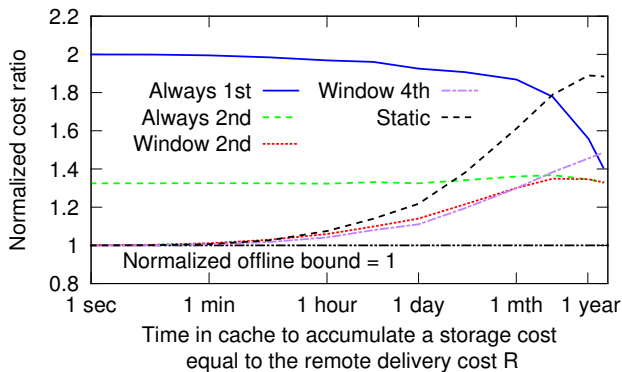 Normalized cost ratio
2.2
2
1.8
1.6
1.4
1.2
1
0.8
Always 1st
Always 2nd
Window 2nd
Window 4th
Static
Normalized offline bound = 1
1 sec
1 min
1 hour
1 day
1 mth
1 year
Time in cache to accumulate a storage cost
equal to the remote delivery cost R